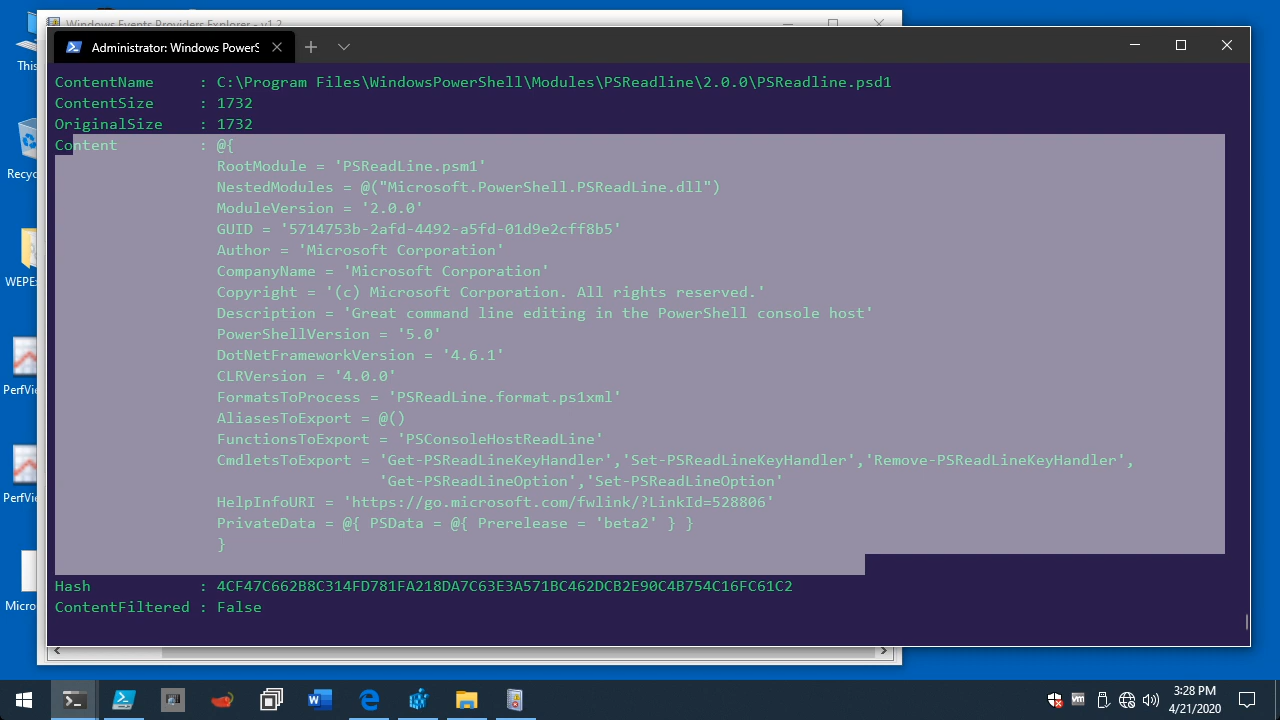 Windows Events Providers Explorer - v1.2
Administrator: Windows PowerS
ContentName : C:\Program Files\WindowsPowerShell\Modules\PSReadline\2.0.0\PSReadline.psd1
ContentSize : 1732
OriginalSize : 1732
Content : @{
RootModule = 'PSReadLine.psm1'
NestedModules = @("Microsoft.PowerShell.PSReadLine.dll")
ModuleVersion = '2.0.0'
GUID = '5714753b-2afd-4492-a5fd-01d9e2cff8b5'
Author = 'Microsoft Corporation'
CompanyName = 'Microsoft Corporation'
Copyright = '(c) Microsoft Corporation. All rights reserved.'
Description = 'Great command line editing in the PowerShell console host'
PowerShellVersion = '5.0'
DotNetFrameworkVersion = '4.6.1'
CLRVersion = '4.0.0'
FormatsToProcess = 'PSReadLine.format.ps1xml'
AliasesToExport = @()
FunctionsToExport = 'PSConsoleHostReadLine'
CmdletsToExport = 'Get-PSReadLineKeyHandler','Set-PSReadLineKeyHandler','Remove-PSReadLineKeyHandler',
'Get-PSReadLineOption','Set-PSReadLineOption'
HelpInfoURI = 'https://go.microsoft.com/fwlink/?LinkId=528806'
PrivateData = @{ PSData = @{ Prerelease = 'beta2' } }
}
Hash : 4CF47C662B8C314FD781FA218DA7C63E3A571BC462DCB2E90C4B754C16FC61C2
ContentFiltered : False
This
Recyc
WEPE
PerfVie
PerfVie
Micros
3:28 PM
4/21/2020